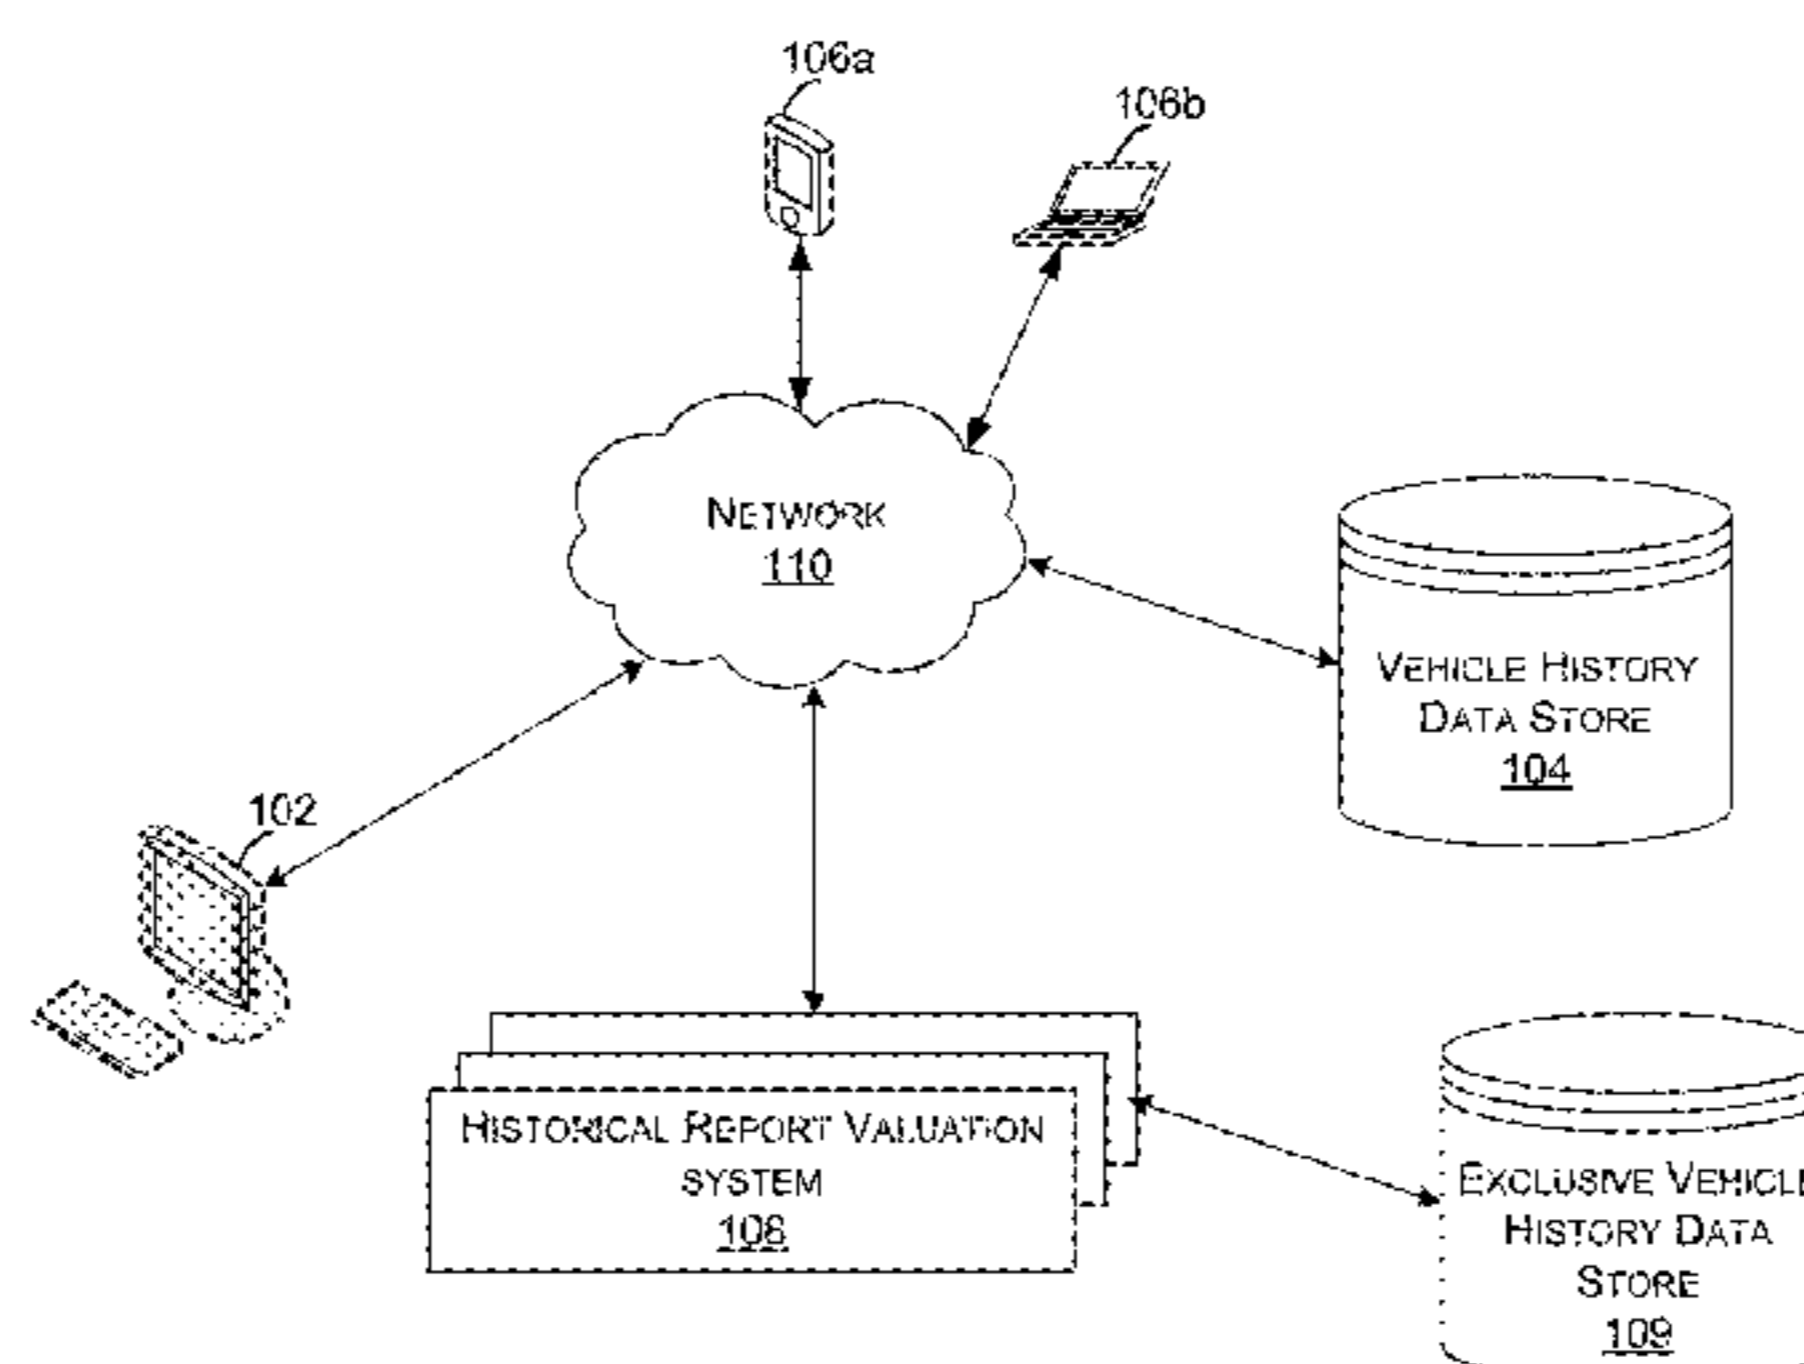 106a
106b
NETWORK
110
VEHICLE HISTORY
DATA STORE
104
102
HISTORICAL REPORT VALUATION
SYSTEM
108
EXCLUSIVE VEHICLE
HISTORY DATA
STORE
109